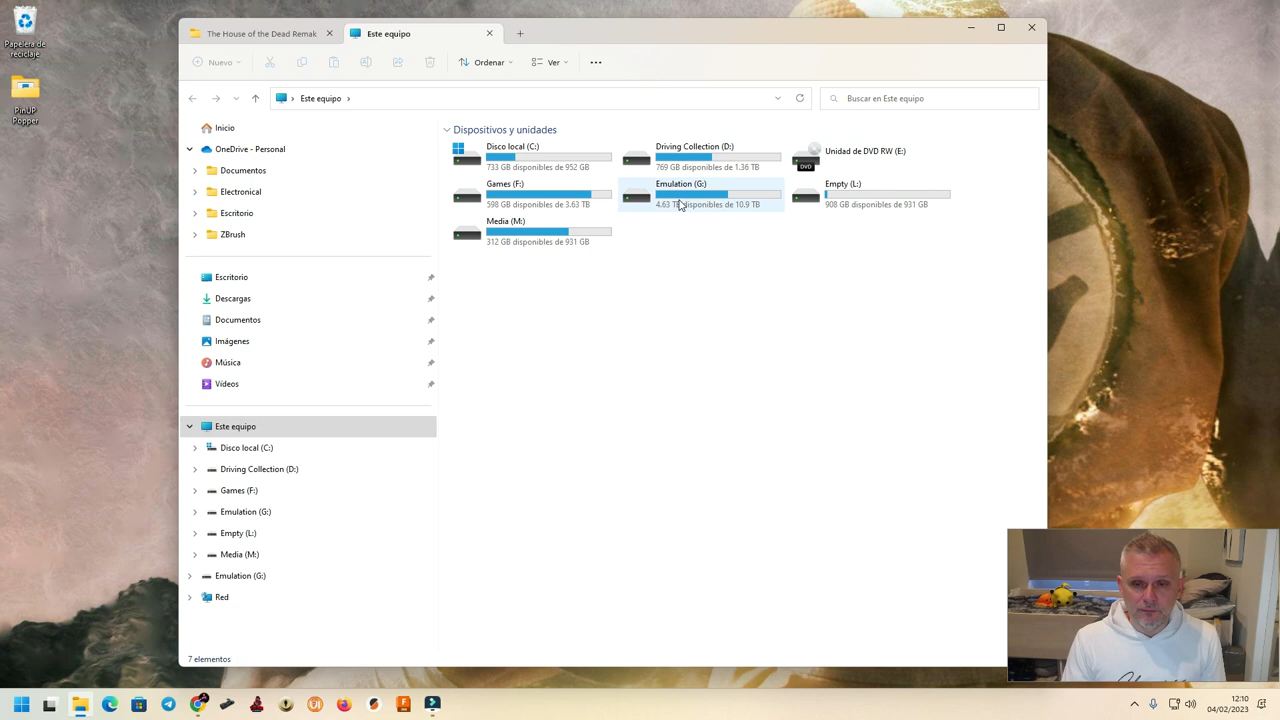 Papelera de
reciclaje
PinUP
Popper
The House of the Dead Remak
Este equipo
Nuevo
Ordenar
Ver
Este equipo
Buscar en Este equipo
Inicio
OneDrive - Personal
Documentos
Electronical
Escritorio
ZBrush
Escritorio
Descargas
Documentos
Imágenes
Música
Vídeos
Este equipo
Disco local (C:)
Driving Collection (D:)
Games (F:)
Emulation (G:)
Empty (L:)
Media (M:)
Emulation (G:)
Red
7 elementos
Dispositivos y unidades
Disco local (C:)
733 GB disponibles de 952 GB
Driving Collection (D:)
769 GB disponibles de 1.36 TB
DVD
Unidad de DVD RW (E:)
Games (F:)
598 GB disponibles de 3.63 TB
Emulation (G:)
4.63 TB disponibles de 10.9 TB
Empty (L:)
908 GB disponibles de 931 GB
Media (M:)
312 GB disponibles de 931 GB
12:10
04/02/2023